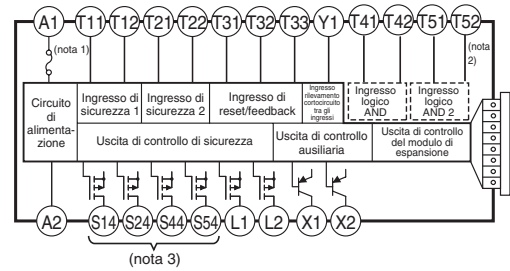 A1 T11 T12 T21 T22 T31 T32 T33 Y1 T41 T42 T51 T52
(nota 1)
(nota
2)
Circuito
di
alimenta-
zione
Ingresso di
sicurezza 1
Ingresso di
sicurezza 2
Ingresso di
reset/feedback
Ingresso
rilevamento
cortocircuito
tra gli
ingressi
Ingresso
logico
AND
Ingresso
logico
AND 2
Uscita di controllo di sicurezza
Uscita di controllo
ausiliaria
Uscita di controllo
del modulo di
espansione
A2 S14 S24 S44 S54 L1 L2 X1 X2
(nota 3)